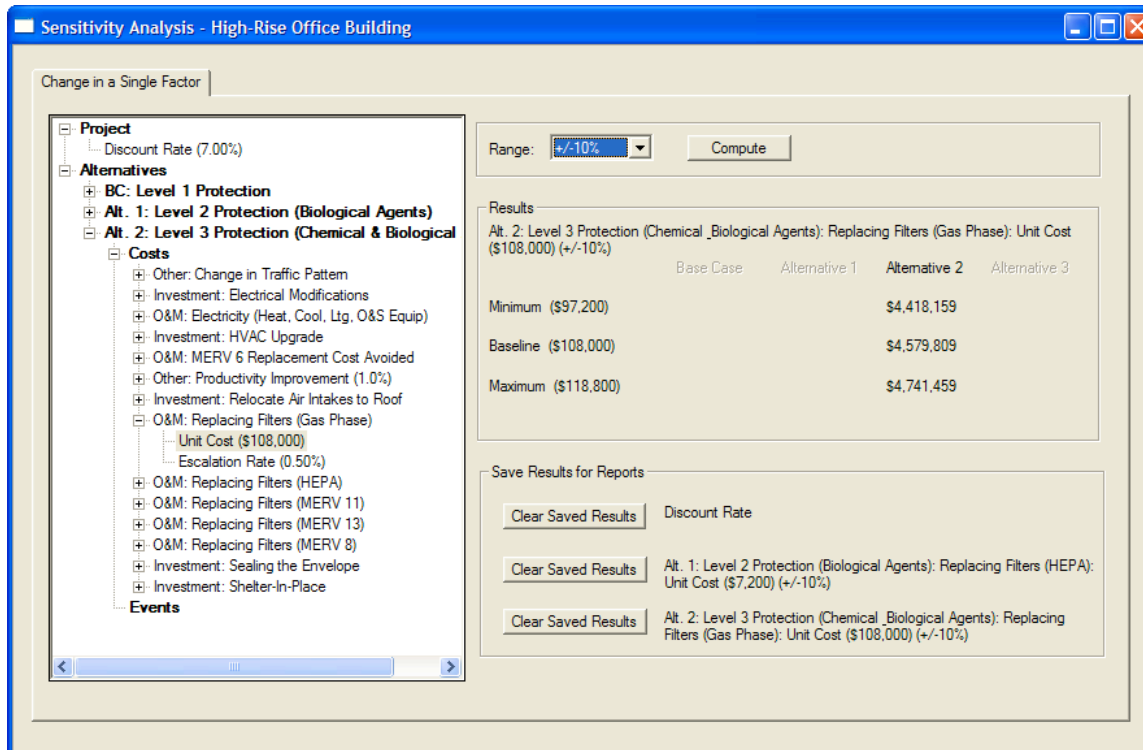 Sensitivity Analysis - High-Rise Office Building
Change in a Single Factor
Project
Discount Rate (7.00%)
Alternatives
BC: Level 1 Protection
Alt. 1: Level 2 Protection (Biological Agents)
Alt. 2: Level 3 Protection (Chemical & Biological
Costs
Other: Change in Traffic Pattern
Investment: Electrical Modifications
O&M: Electricity (Heat, Cool, Ltg, O&S Equip)
Investment: HVAC Upgrade
O&M: MERV 6 Replacement Cost Avoided
Other: Productivity Improvement (1.0%)
Investment: Relocate Air Intakes to Roof
O&M: Replacing Filters (Gas Phase)
Unit Cost ($108,000)
Escalation Rate (0.50%)
O&M: Replacing Filters (HEPA)
O&M: Replacing Filters (MERV 11)
O&M: Replacing Filters (MERV 13)
O&M: Replacing Filters (MERV 8)
Investment: Sealing the Envelope
Investment: Shelter-In-Place
Events
Range: +/-10% Compute
Results
Alt. 2: Level 3 Protection (Chemical _Biological Agents): Replacing Filters (Gas Phase): Unit Cost
($108,000) (+/-10%)
Base Case Alternative 1 Alternative 2 Alternative 3
Minimum ($97,200) $4,418,159
Baseline ($108,000) $4,579,809
Maximum ($118,800) $4,741,459
Save Results for Reports
Clear Saved Results Discount Rate
Clear Saved Results Alt. 1: Level 2 Protection (Biological Agents): Replacing Filters (HEPA):
Unit Cost ($7,200) (+/-10%)
Clear Saved Results Alt. 2: Level 3 Protection (Chemical _Biological Agents): Replacing
Filters (Gas Phase): Unit Cost ($108,000) (+/-10%)